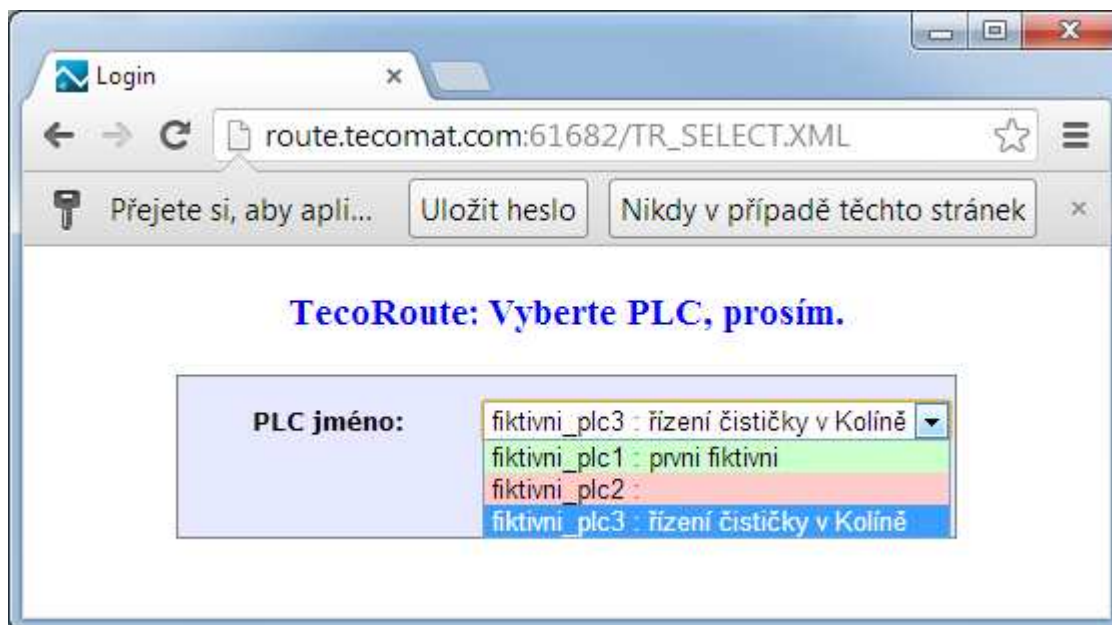 Login
route.tecomat.com:61682/TR_SELECT.XML
Přejete si, aby apli... Uložit heslo Nikdy v případě těchto stránek
TecoRoute: Vyberte PLC, prosím.
PLC jméno: fiktivni_plc3 : řízení čističky v Kolíně
fiktivni_plc1 : prvni fiktivni
fiktivni_plc2 :
fiktivni_plc3 : řízení čističky v Kolíně